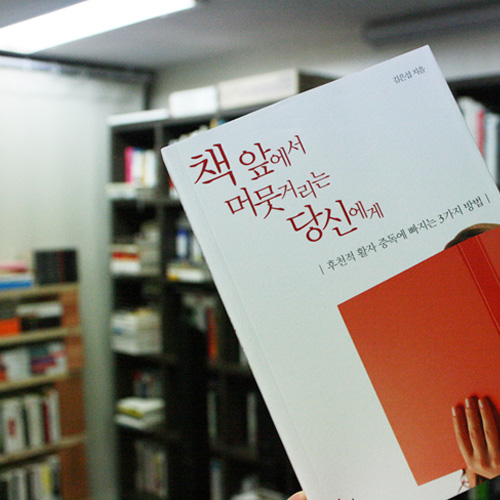 김은섭 지음
책 앞에서
머뭇거리는
당신에게
| 후천적 활자 중독에 빠지는 3가지 방법 |